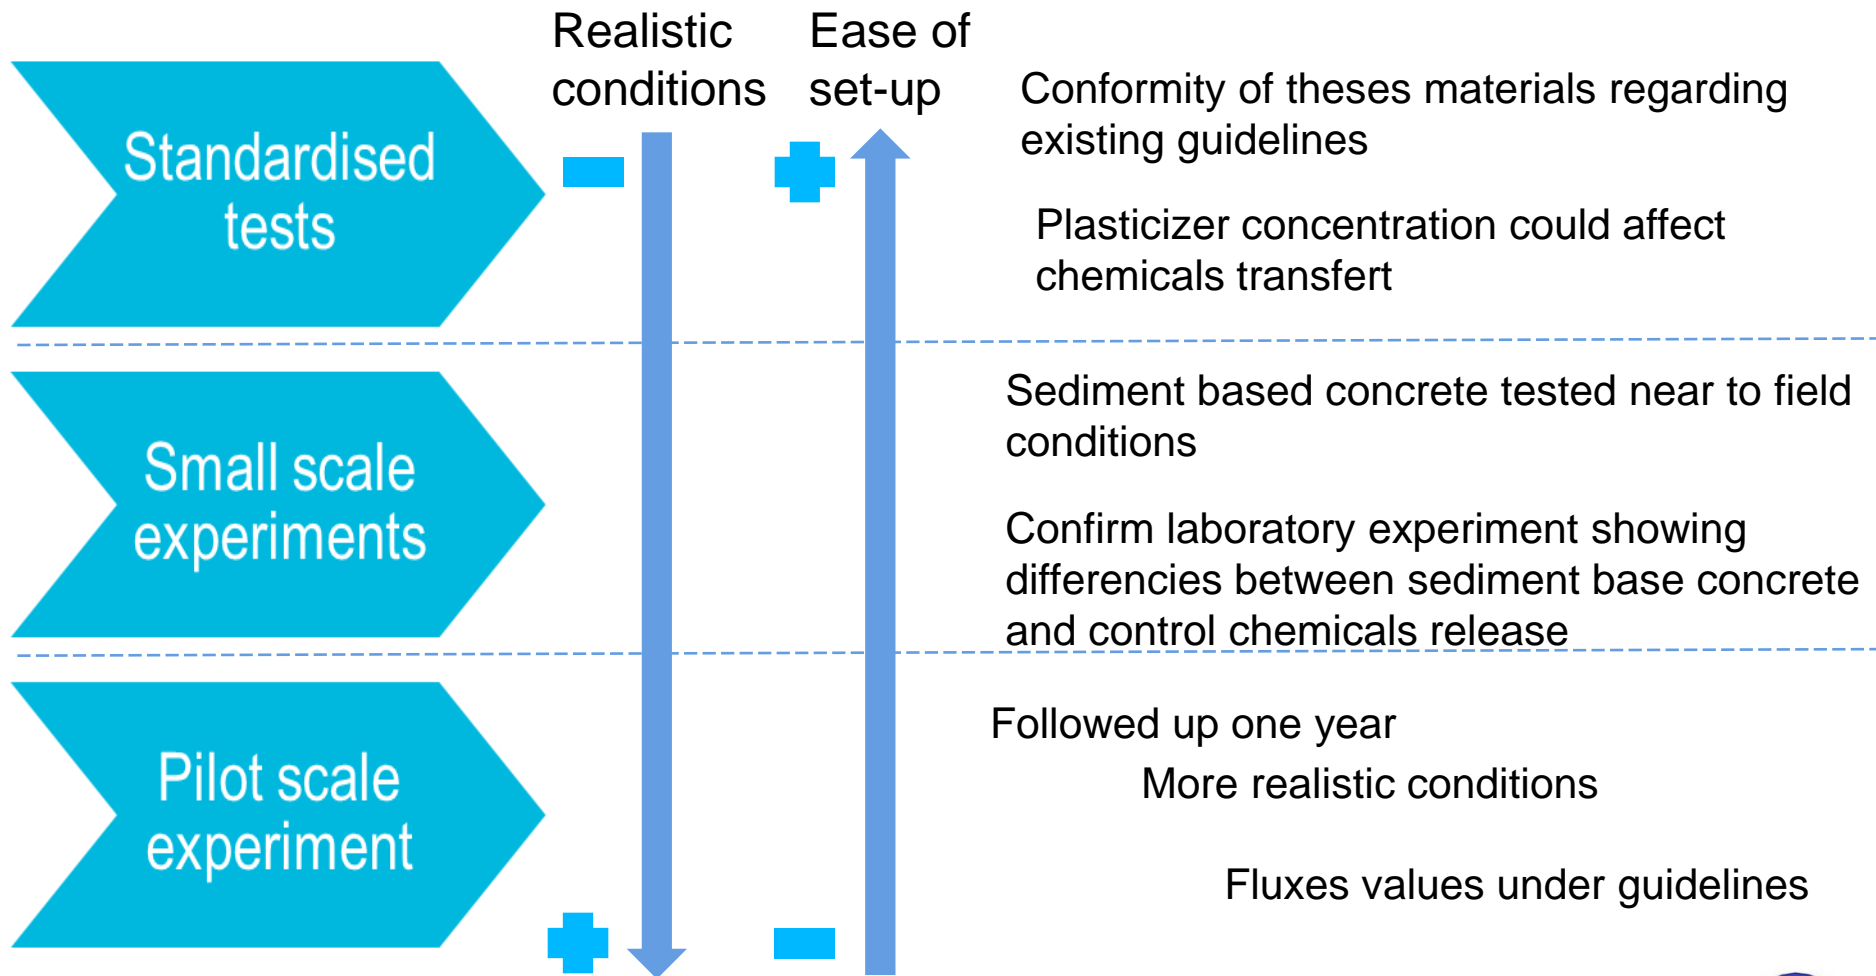 Realistic
conditions
Ease of
set-up
Standardised
tests
Conformity of theses materials regarding
existing guidelines
Plasticizer concentration could affect
chemicals transfert
Small scale
experiments
Sediment based concrete tested near to field
conditions
Confirm laboratory experiment showing
differencies between sediment base concrete
and control chemicals release
Pilot scale
experiment
Followed up one year
More realistic conditions
Fluxes values under guidelines